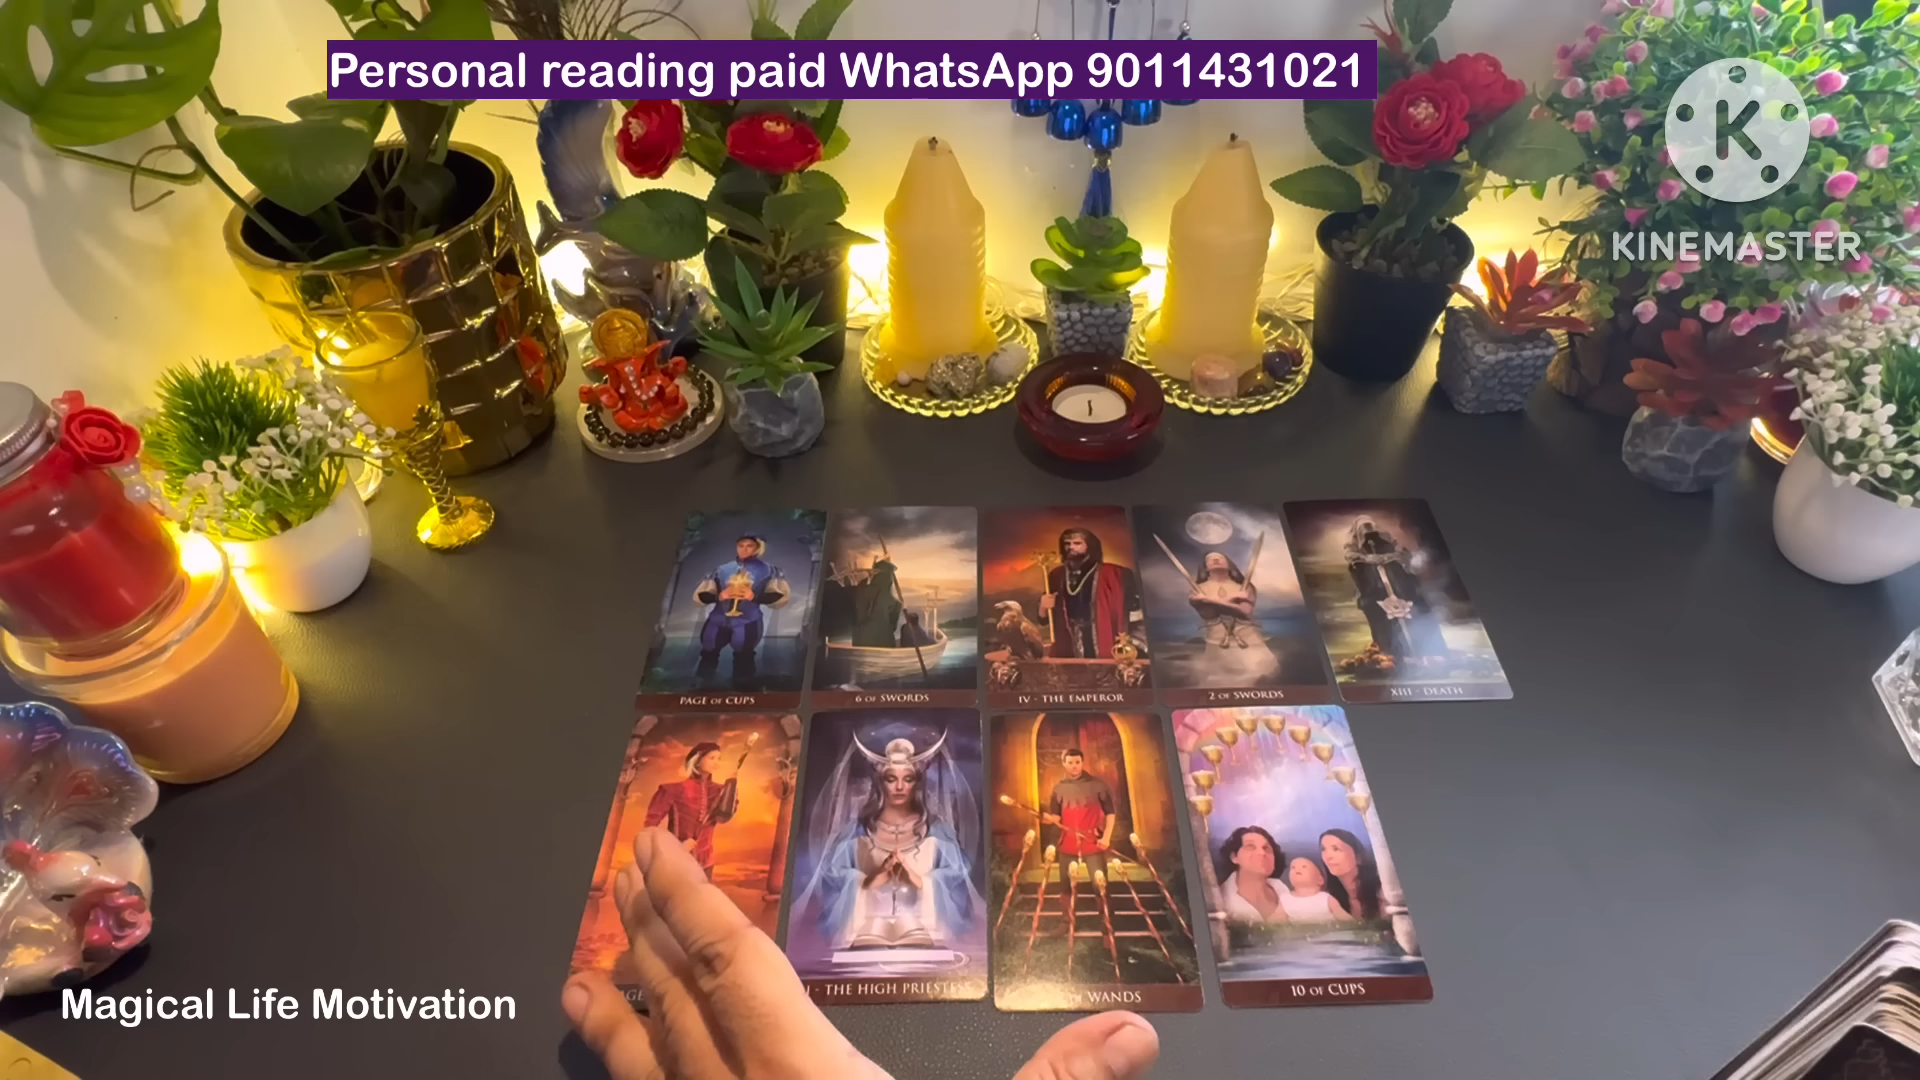 Personal reading paid WhatsApp 9011431021
K
KINEMASTER
PAGE OF CUPS
6 OF SWORDS
IV - THE EMPEROR
2 OF SWORDS
XIII - DEATH
- THE HIGH PRIESTESS
WANDS
10 OF CUPS
Magical Life Motivation